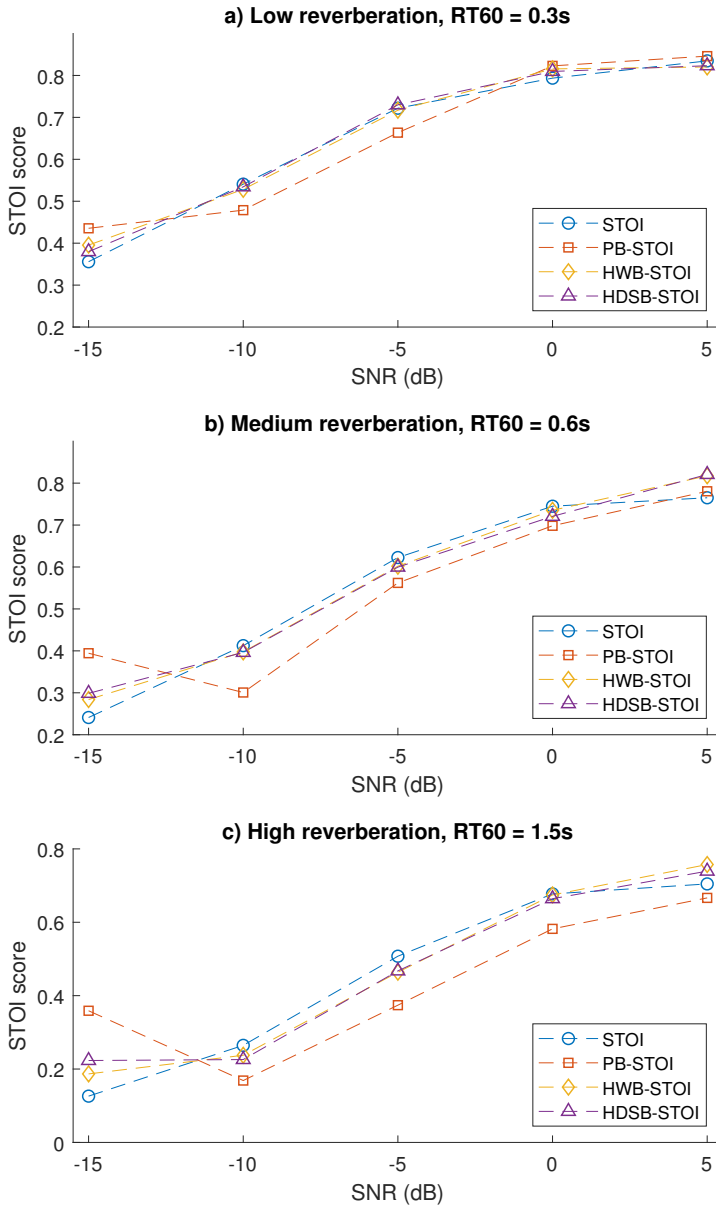 a) Low reverberation, RT60 = 0.3s
0.8
0.7
0.6
0.5
0.4
0.3
0.2
STOI score
-15 -10 -5 0 5
SNR (dB)
STOI
PB-STOI
HWB-STOI
HDSB-STOI
b) Medium reverberation, RT60 = 0.6s
0.8
0.7
0.6
0.5
0.4
0.3
0.2
STOI score
-15 -10 -5 0 5
SNR (dB)
STOI
PB-STOI
HWB-STOI
HDSB-STOI
c) High reverberation, RT60 = 1.5s
0.8
0.6
0.4
0.2
0
STOI score
-15 -10 -5 0 5
SNR (dB)
STOI
PB-STOI
HWB-STOI
HDSB-STOI